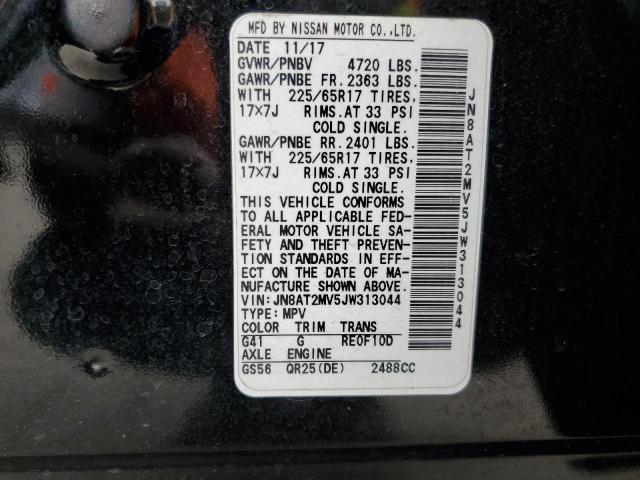 MFD BY NISSAN MOTOR CO.,LTD.
DATE 11/17
GVWR/PNBV 4720 LBS.
GAWR/PNBE FR. 2363 LBS.
WITH 225/65R17 TIRES,
17×7J RIMS.AT 33 PSI
COLD SINGLE.
GAWR/PNBE RR. 2401 LBS.
WITH 225/65R17 TIRES,
17×7J RIMS.AT 33 PSI
COLD SINGLE.
THIS VEHICLE CONFORMS
TO ALL APPLICABLE FED-
ERAL MOTOR VEHICLE SA-
FETY AND THEFT PREVEN-
TION STANDARDS IN EFF-
ECT ON THE DATE OF MA-
NUFACTURE SHOWN ABOVE.
VIN:JN8AT2MV5JW313044
TYPE:MPV
COLOR TRIM TRANS
G41 G RE0F10D
AXLE ENGINE
GS56 QR25(DE) 2488CC
JN8AT2MV5JW313044